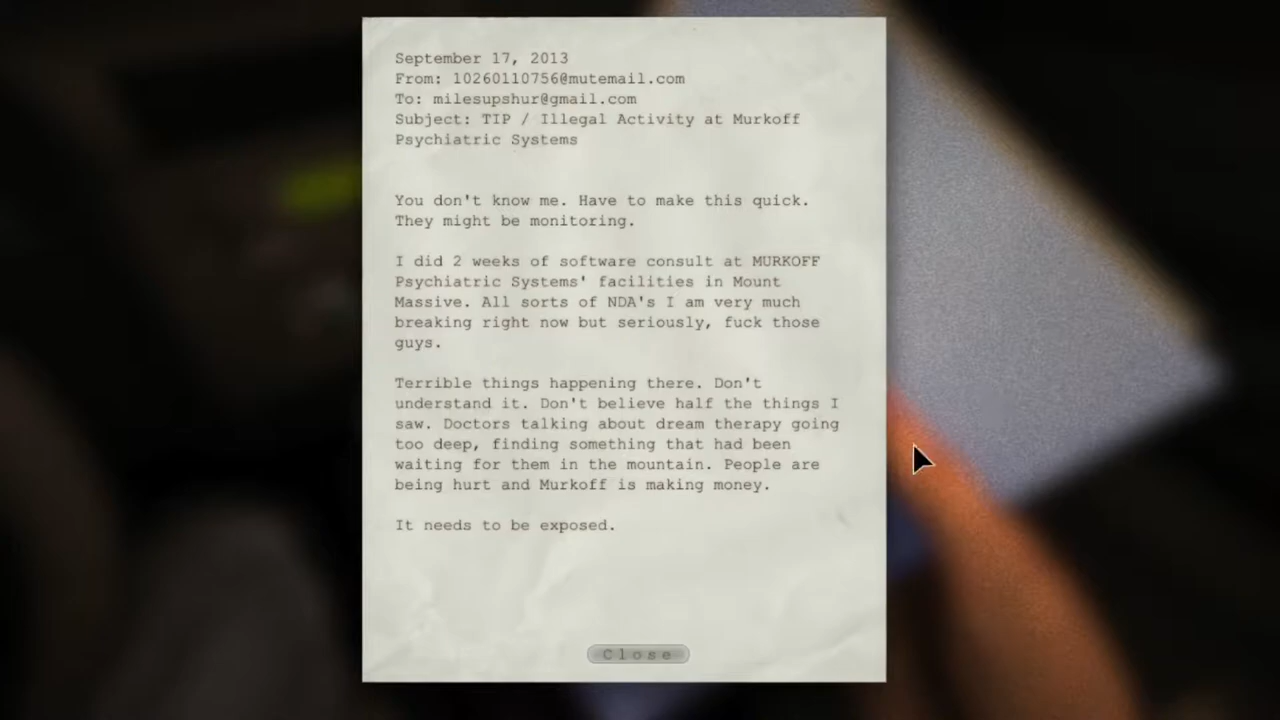 September 17, 2013
From: 10260110756@mutemail.com
To: milesupshur@gmail.com
Subject: TIP / Illegal Activity at Murkoff
Psychiatric Systems
You don't know me. Have to make this quick.
They might be monitoring.
I did 2 weeks of software consult at MURKOFF
Psychiatric Systems' facilities in Mount
Massive. All sorts of NDA's I am very much
breaking right now but seriously, fuck those
guys.
Terrible things happening there. Don't
understand it. Don't believe half the things I
saw. Doctors talking about dream therapy going
too deep, finding something that had been
waiting for them in the mountain. People are
being hurt and Murkoff is making money.
It needs to be exposed.
Close